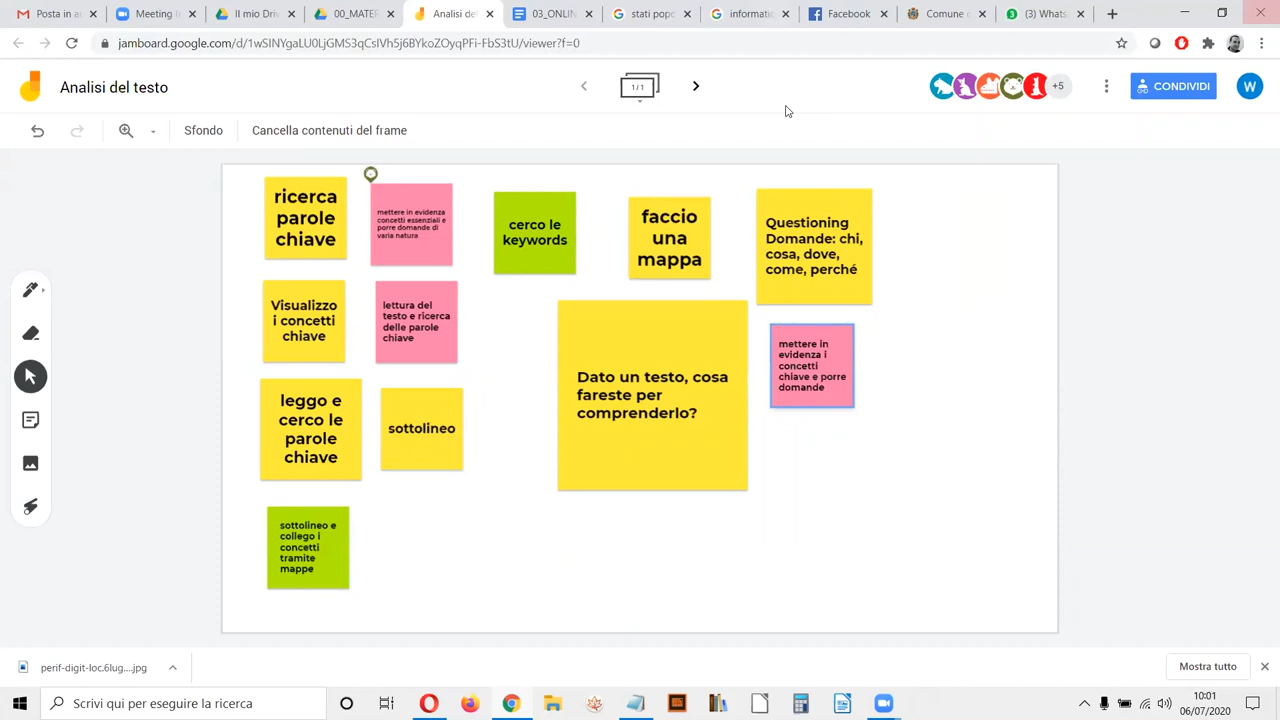 Posta in ar
Meeting In
Il mio Driv
00_MATER
Analisi del
03_ONLIN
stati popo
informatic
Facebook
Comune e
(3) Whats
jamboard.google.com/d/1wSINYgaLU0LjGMS3qCsIVh5j6BYkoZOyqPFi-FbS3tU/viewer?f=0
Analisi del testo
1/1
+5
CONDIVIDI
W
Sfondo
Cancella contenuti del frame
ricerca
parole
chiave
mettere in evidenza
concetti essenziali e
porre domande di
varia natura
cerco le
keywords
faccio
una
mappa
Questioning
Domande: chi,
cosa, dove,
come, perché
Visualizzo
i concetti
chiave
lettura del
testo e ricerca
delle parole
chiave
Dato un testo, cosa
fareste per
comprenderlo?
mettere in
evidenza i
concetti
chiave e porre
domande
leggo e
cerco le
parole
chiave
sottolineo
sottolineo e
collego i
concetti
tramite
mappe
perif-digit-loc.6lug....jpg
Mostra tutto
Scrivi qui per eseguire la ricerca
10:01
06/07/2020